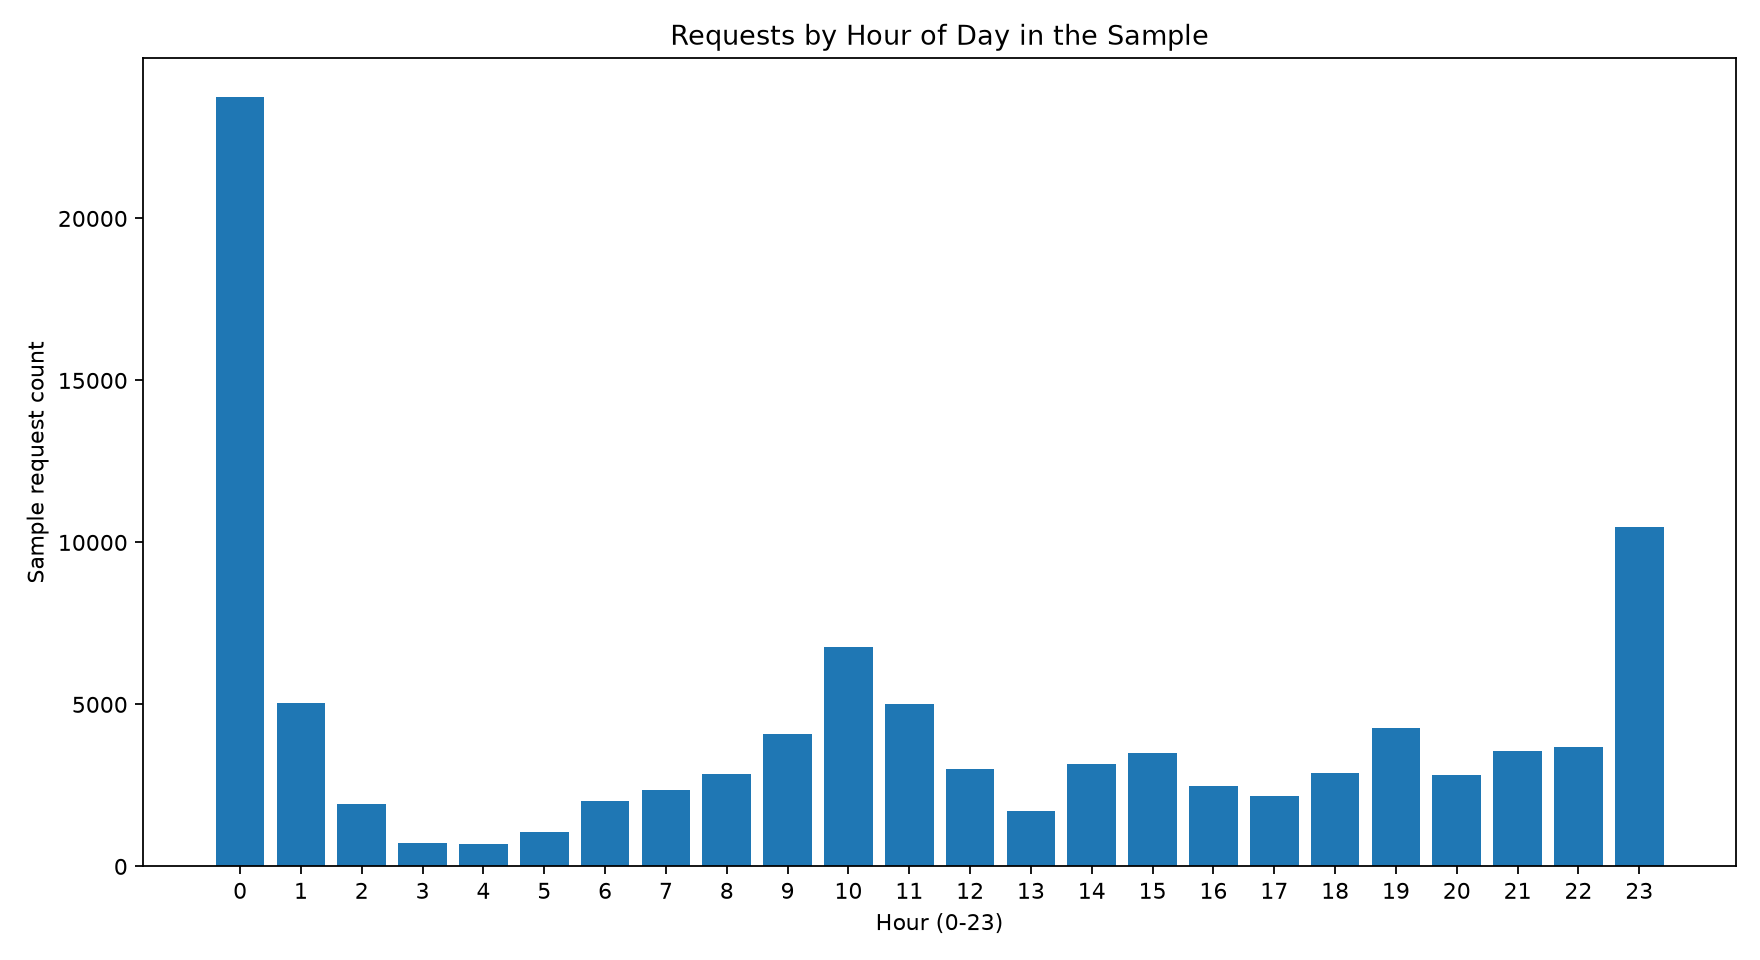 Requests by Hour of Day in the Sample
Sample request count
20000
15000
10000
5000
0
0 1 2 3 4 5 6 7 8 9 10 11 12 13 14 15 16 17 18 19 20 21 22 23
Hour (0-23)